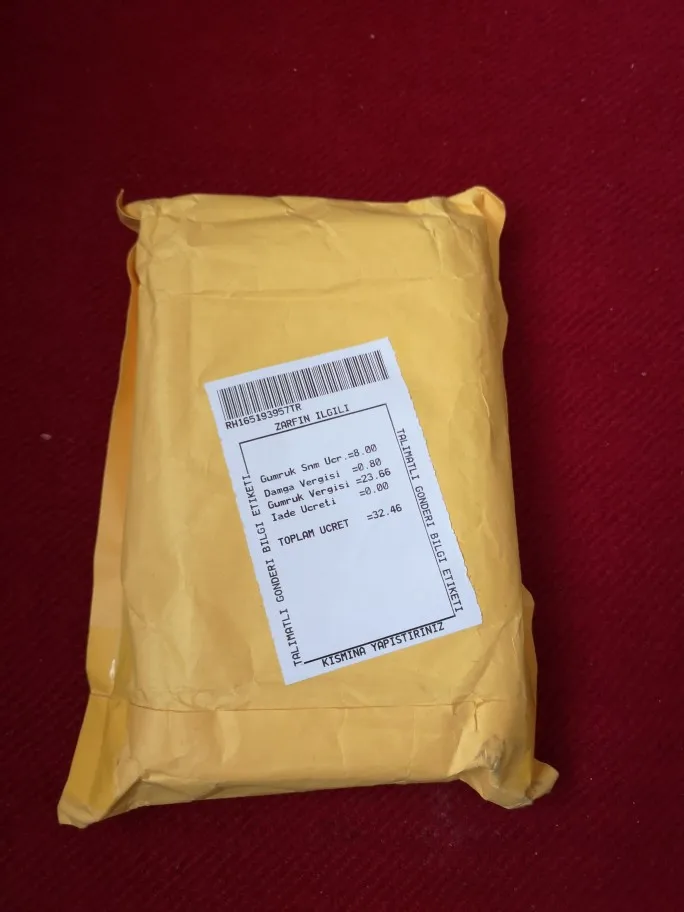 RH165193957TR
ZARFIN ILGILI
TALIMATLI GONDERI BILGI ETIKETI
Gumruk Snm Ucr.=8.00
Damga Vergisi =0.80
Gumruk Vergisi =23.66
Iade Ucreti =0.00
TOPLAM UCRET =32.46
TALIMATLI GONDERI BILGI ETIKETI
KISMINA YAPISTIRINIZ